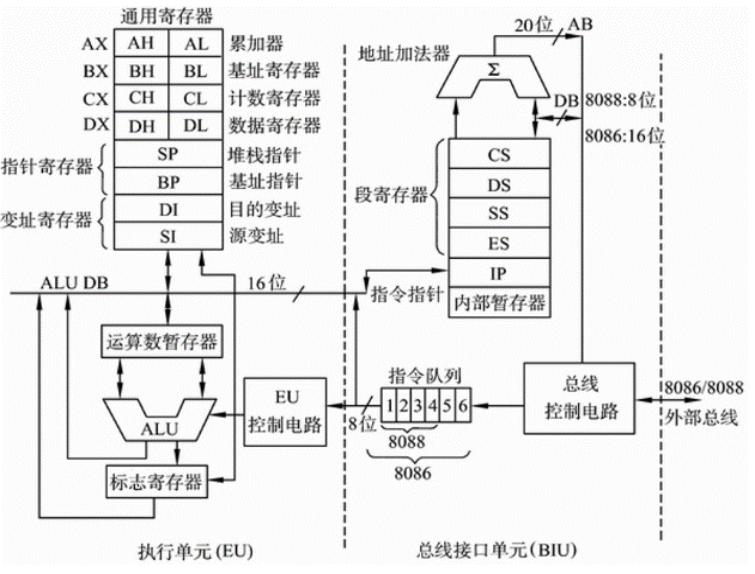 通用寄存器
AX AH AL 累加器
BX BH BL 基址寄存器
CX CH CL 计数寄存器
DX DH DL 数据寄存器
指针寄存器
SP 堆栈指针
BP 基址指针
变址寄存器
DI 目的变址
SI 源变址
ALU DB
16位
运算数暂存器
ALU
标志寄存器
EU
控制电路
执行单元(EU)
20位 AB
地址加法器
Σ
DB 8088:8位
8086:16位
段寄存器
CS
DS
SS
ES
IP
指令指针
内部暂存器
指令队列
1 2 3 4 5 6
8位
8088
8086
总线
控制电路
8086/8088
外部总线
总线接口单元(BIU)